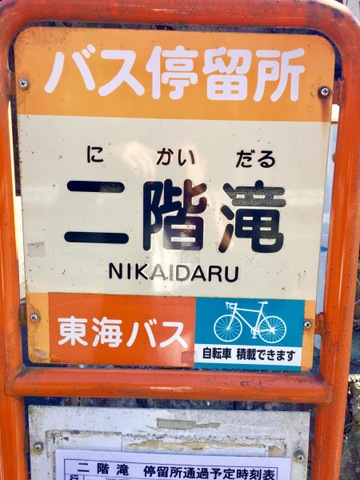 バス停留所
に かい だる
二階滝
NIKAIDARU
東海バス
自転車 積載できます
二 階 滝 停留所通過予定時刻表
行